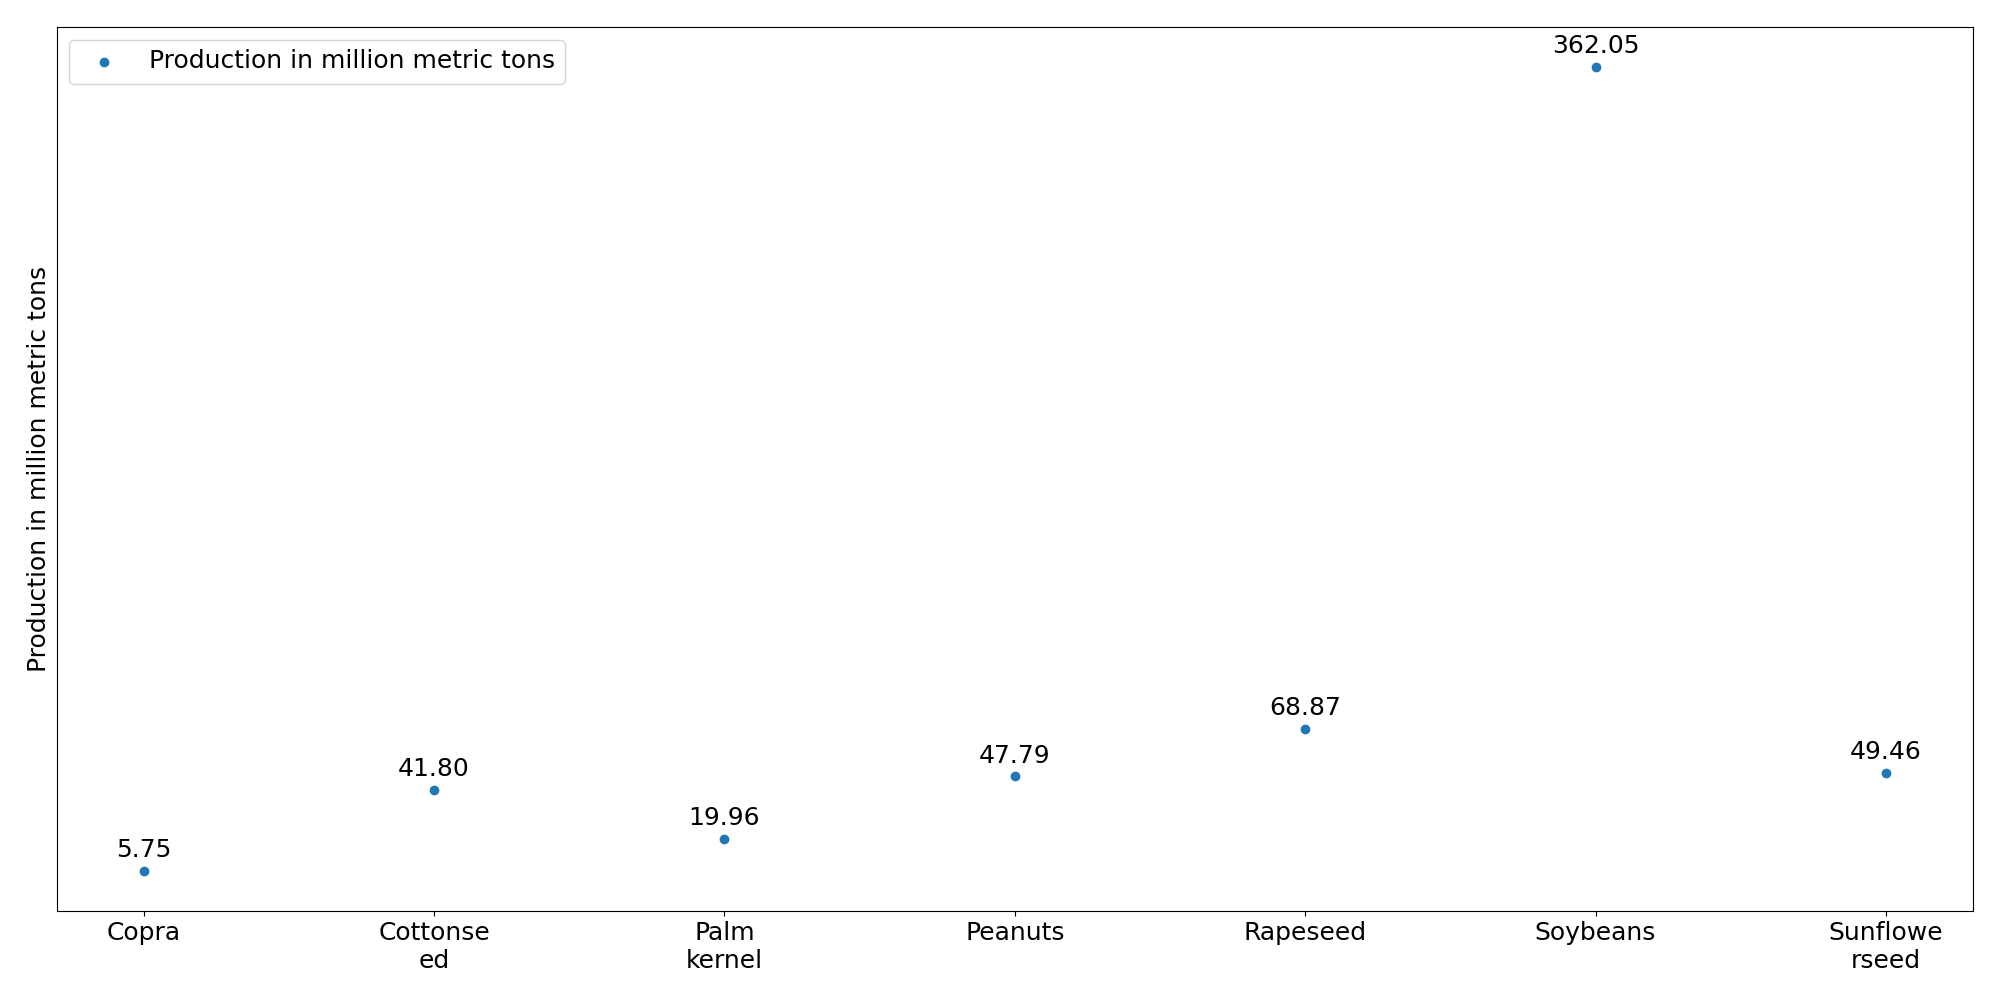 Production in million metric tons
Production in million metric tons
362.05
68.87
49.46
47.79
41.80
19.96
5.75
Copra
Cottonse
ed
Palm
kernel
Peanuts
Rapeseed
Soybeans
Sunflowe
rseed